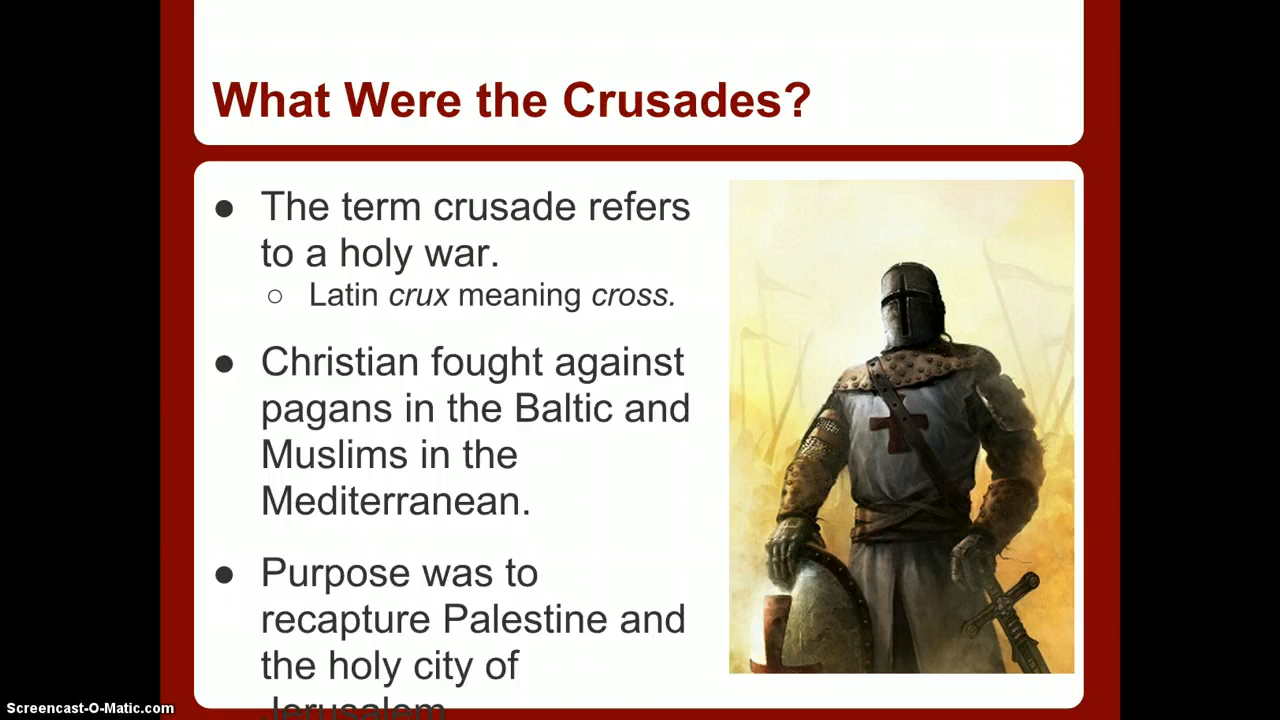 What Were the Crusades?
● The term crusade refers
to a holy war.
○ Latin crux meaning cross.
● Christian fought against
pagans in the Baltic and
Muslims in the
Mediterranean.
● Purpose was to
recapture Palestine and
the holy city of
Jerusalem
Screencast-O-Matic.com